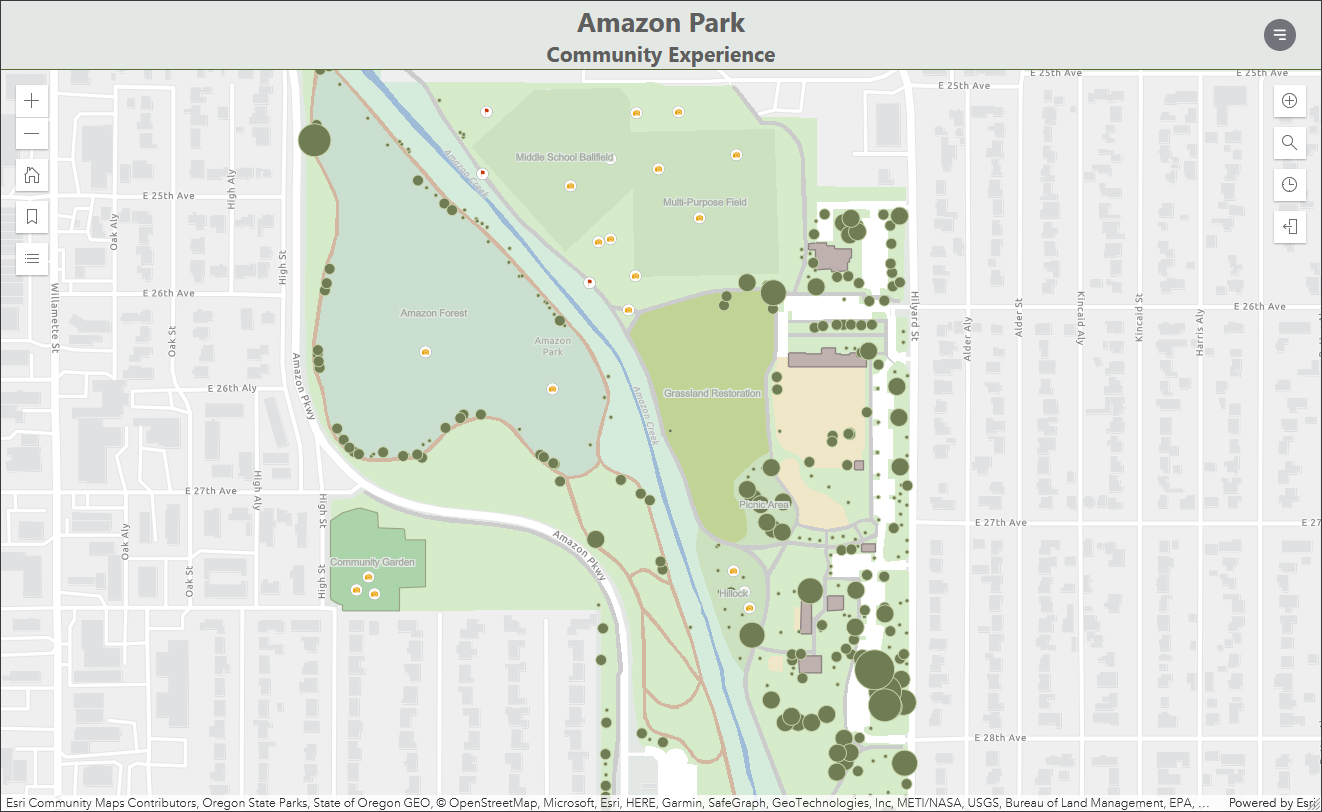 Amazon Park
Community Experience
E 25th Ave
E 25th Ave
E 25th Ave
Middle School Ballfield
Amazon Creek
E 25th Ave
High Aly
Oak Aly
Multi-Purpose Field
High St
Willamette St
E 26th Ave
Hilyard St
Alder St
Kincaid Aly
Kincaid St
E 26th Ave
Amazon Forest
Oak St
Alder Aly
Harris Aly
Amazon
Park
Amazon Pkwy
E 26th Aly
Grassland Restoration
Amazon Creek
High Aly
E 27th Ave
High St
Picnic Area
E 27th Ave
E 27
Oak Aly
Amazon Pkwy
Community Garden
Oak St
High St
Hillock
E 28th Ave
Esri Community Maps Contributors, Oregon State Parks, State of Oregon GEO, © OpenStreetMap, Microsoft, Esri, HERE, Garmin, SafeGraph, GeoTechnologies, Inc, METI/NASA, USGS, Bureau of Land Management, EPA, ...
Powered by Esri